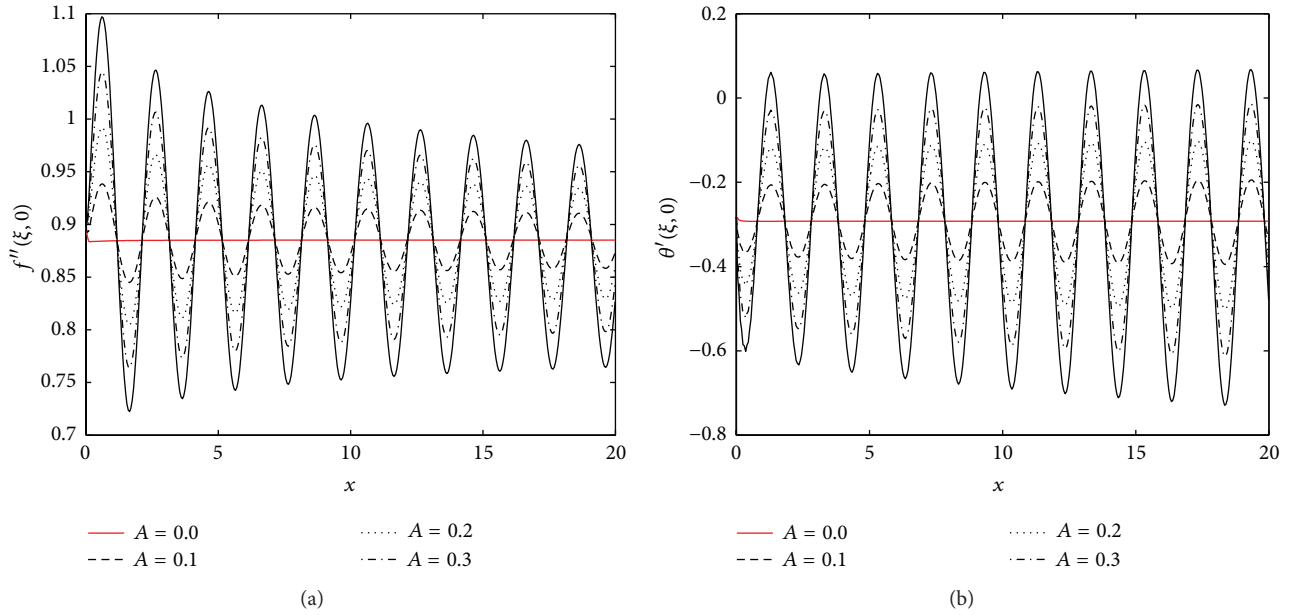 1.1
1.05
1
0.95
0.9
0.85
0.8
0.75
0.7
f″(ξ, 0)
0 5 10 15 20
x
A = 0.0
A = 0.1
A = 0.2
A = 0.3
(a)
0.2
0
−0.2
−0.4
−0.6
−0.8
θ′(ξ, 0)
0 5 10 15 20
x
A = 0.0
A = 0.1
A = 0.2
A = 0.3
(b)